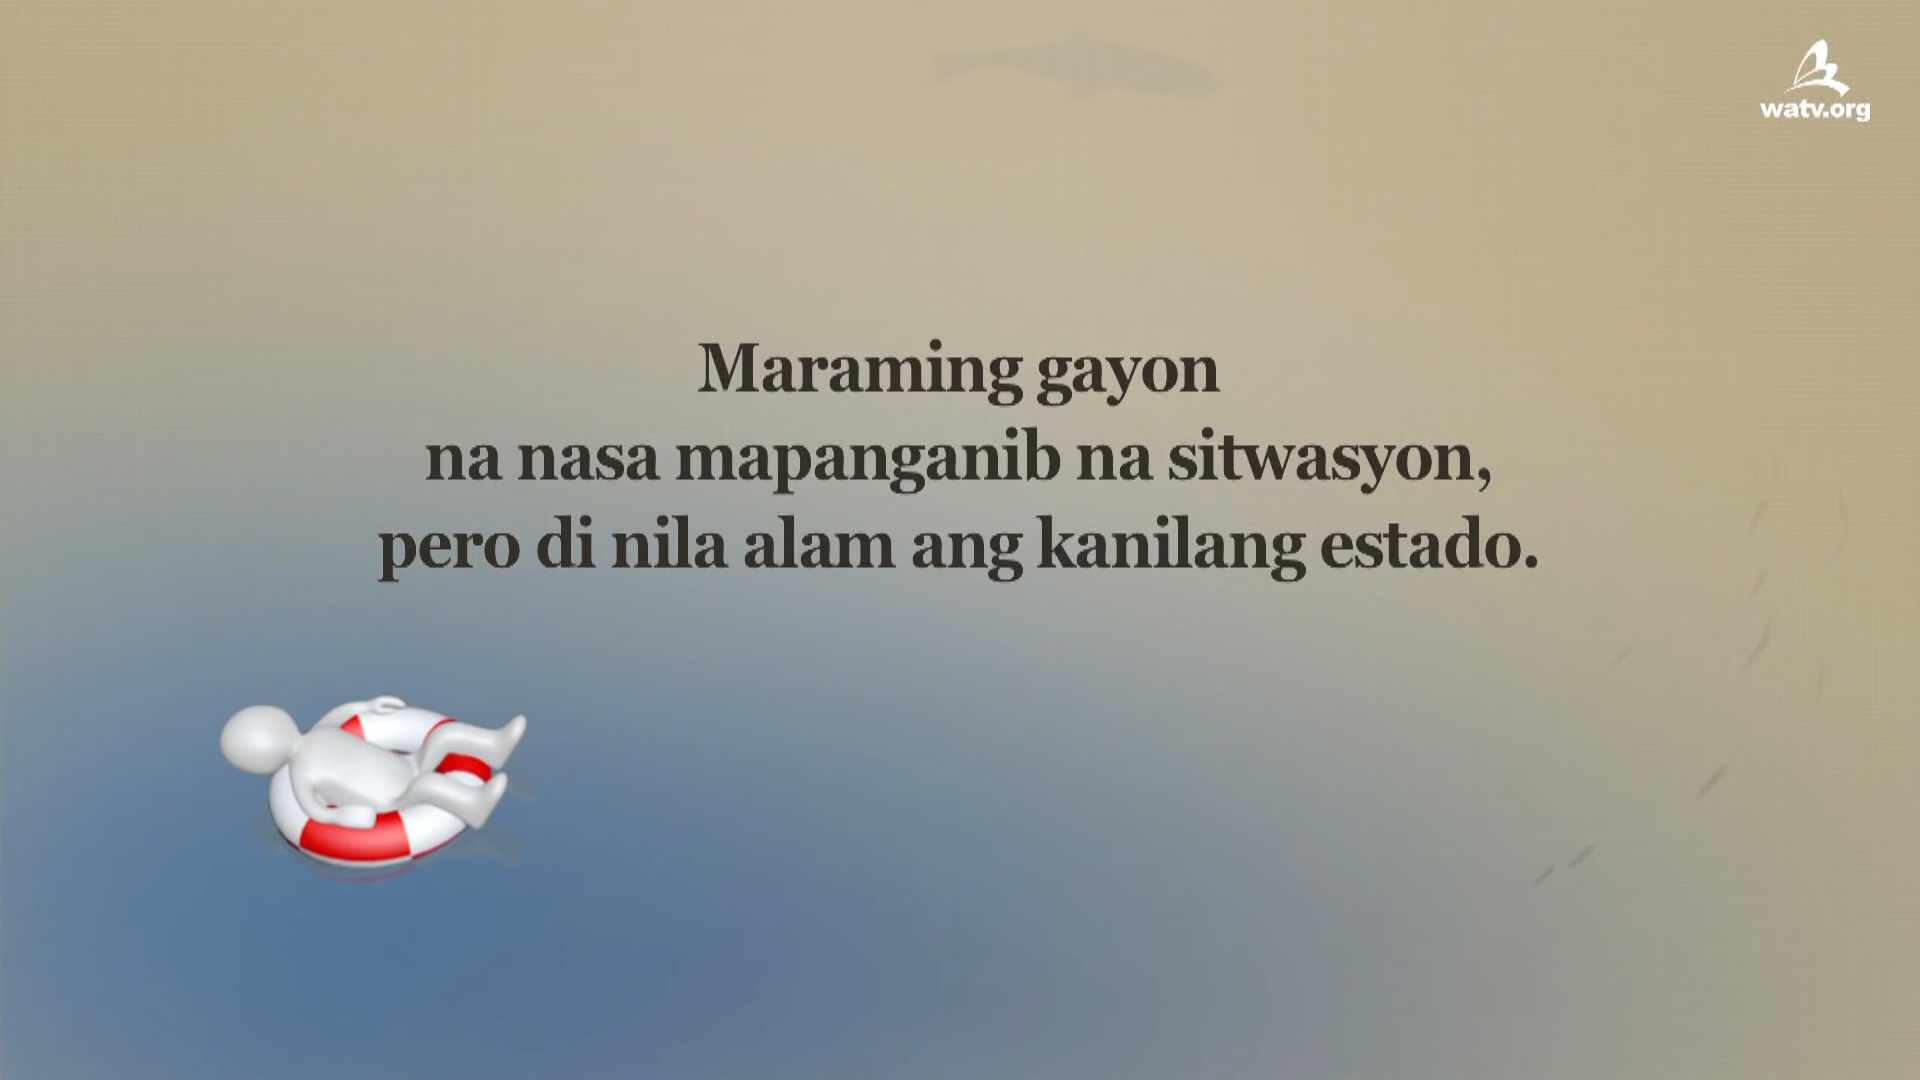 watv.org
Maraming gayon
na nasa mapanganib na sitwasyon,
pero di nila alam ang kanilang estado.